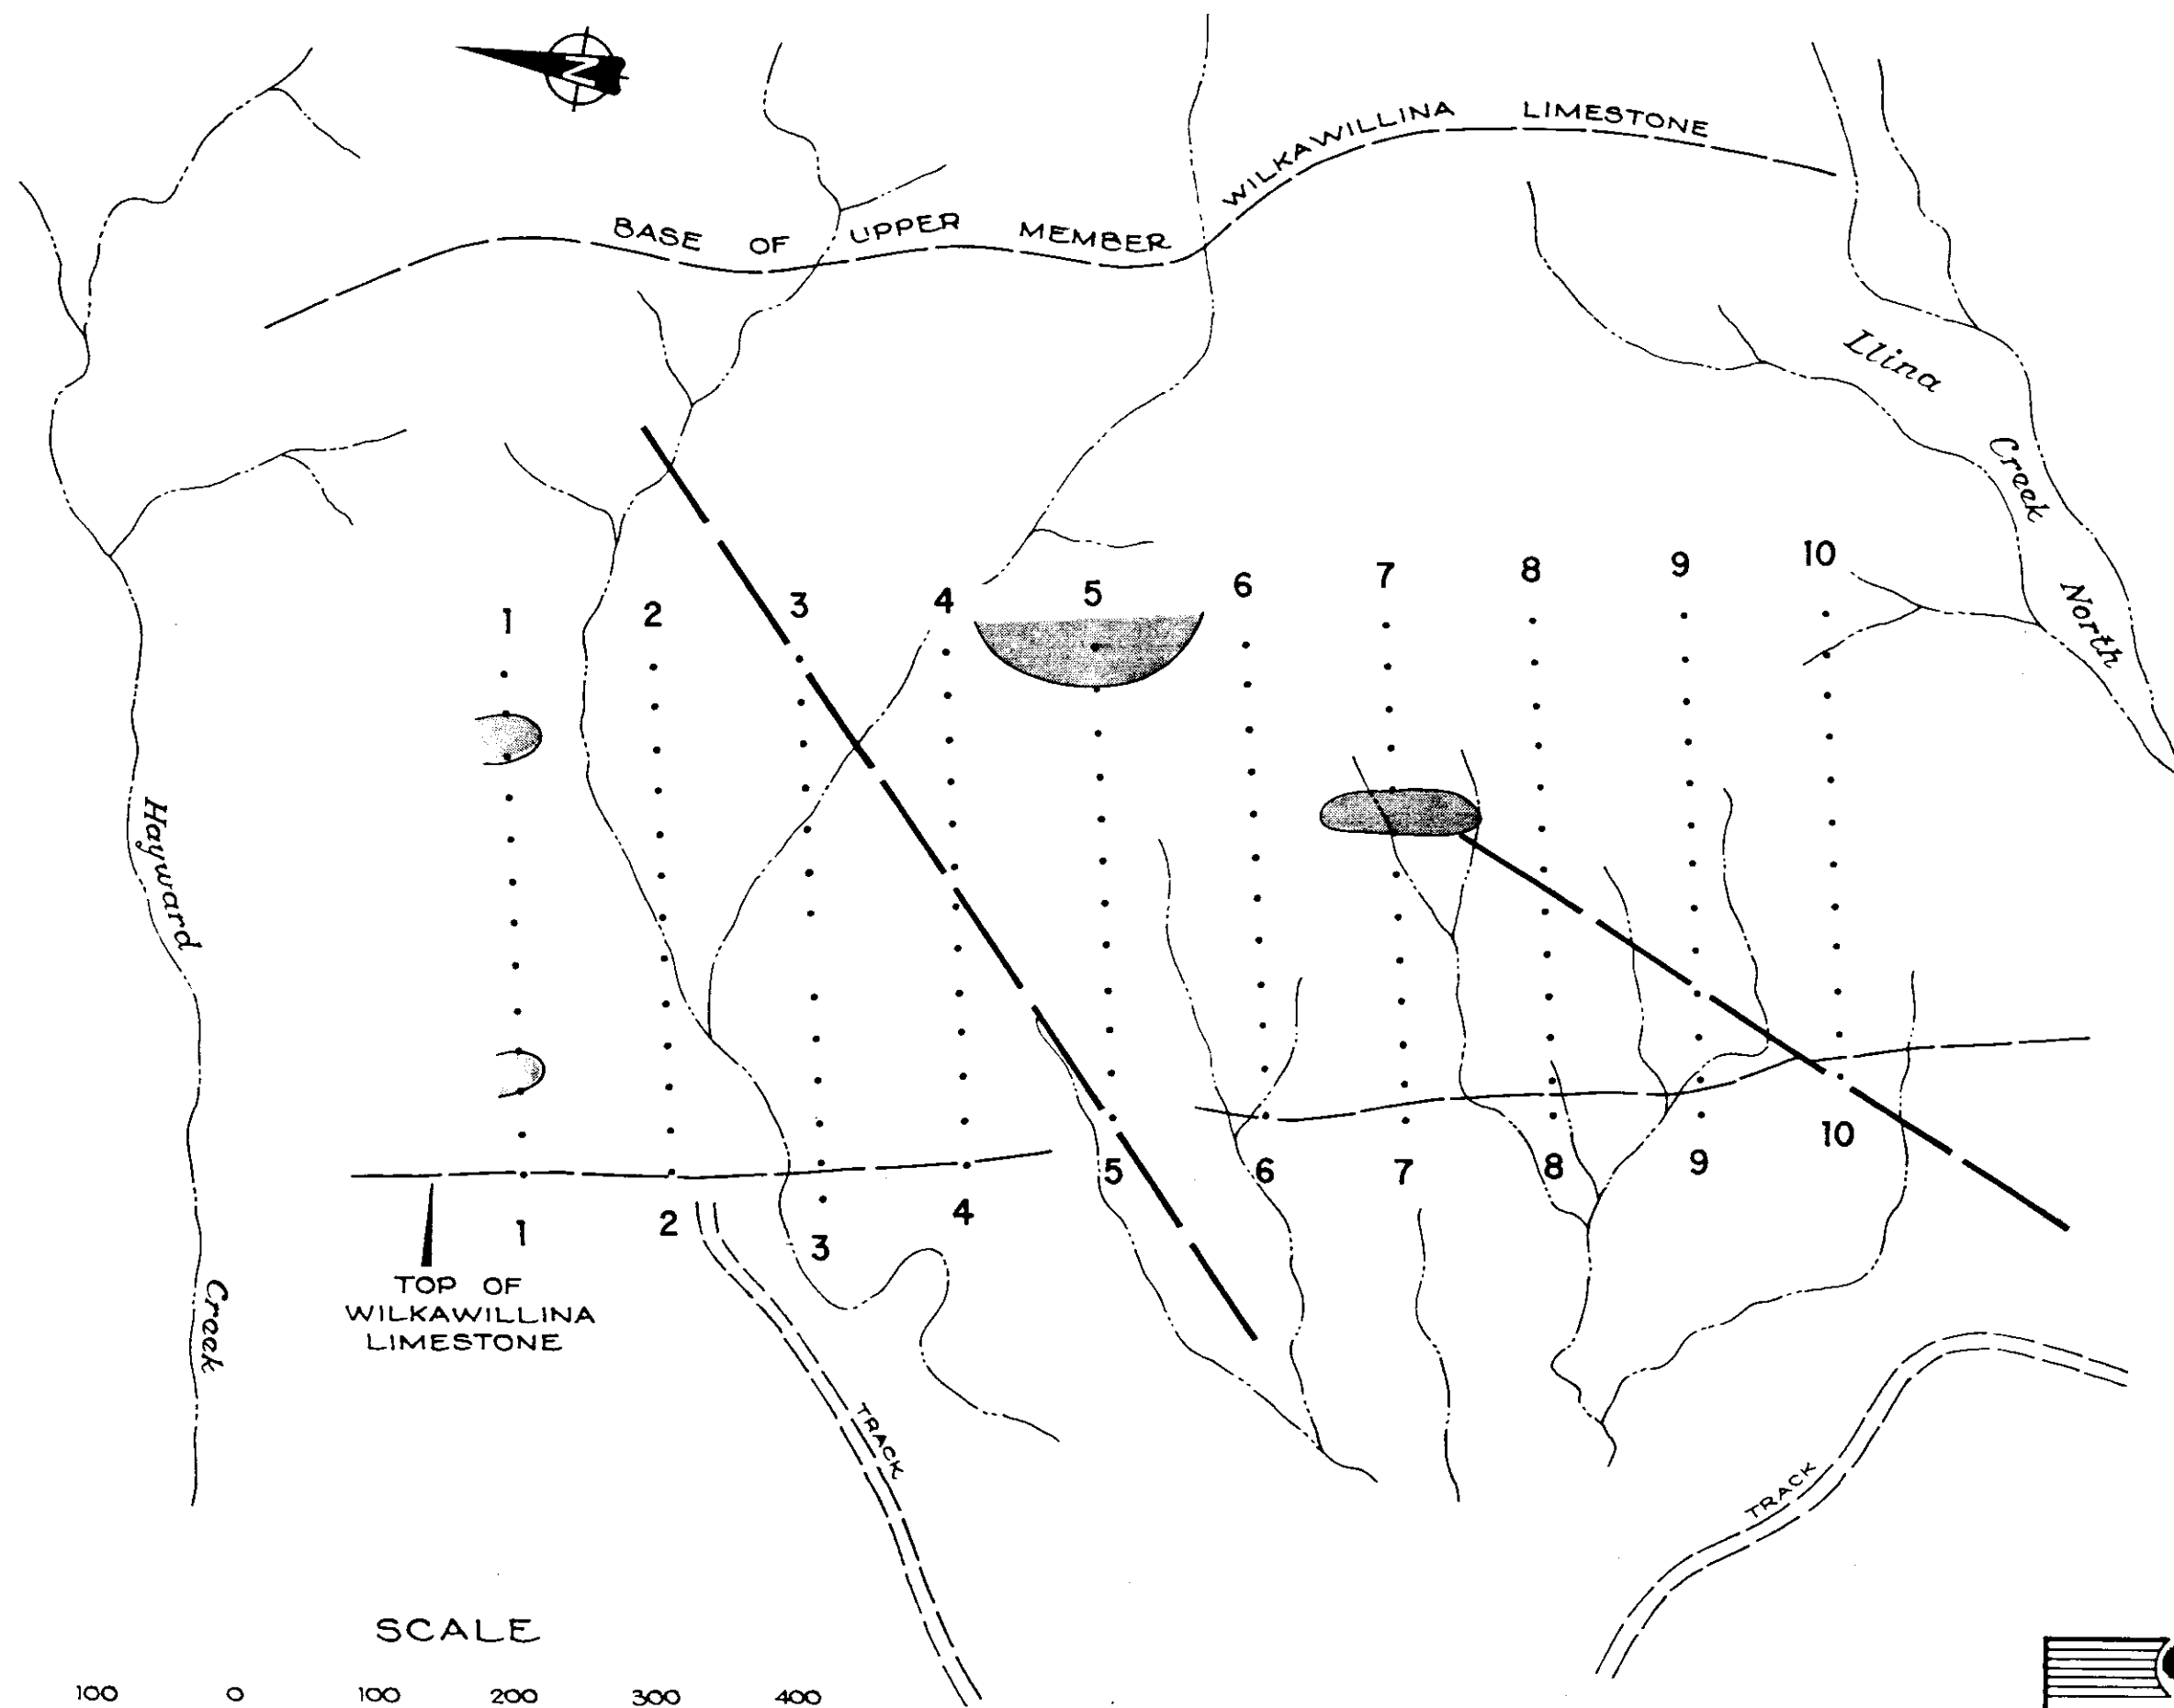 N
WILKAWILLINA LIMESTONE
BASE OF UPPER MEMBER
Llina
Creek
North
1 2 3 4 5 6 7 8 9 10
Hayward
Creek
1 2 3 4 5 6 7 8 9 10
TOP OF
WILKAWILLINA
LIMESTONE
TRACK
TRACK
SCALE
100 0 100 200 300 400